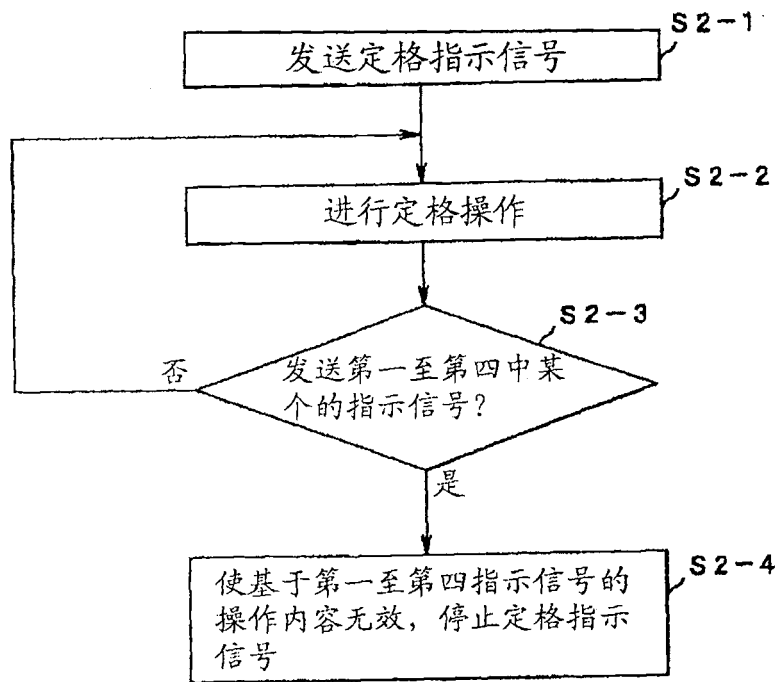 S2-1
发送定格指示信号
S2-2
进行定格操作
S2-3
否
发送第一至第四中某
个的指示信号?
是
S2-4
使基于第一至第四指示信号的
操作内容无效，停止定格指示
信号